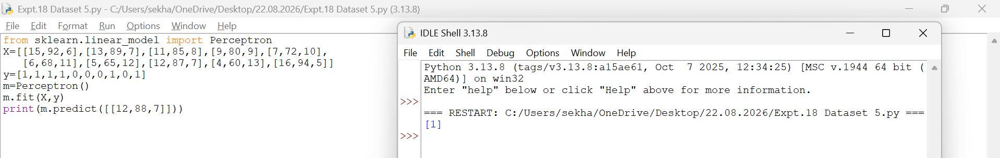 Expt.18 Dataset 5.py - C:/Users/sekha/OneDrive/Desktop/22.08.2026/Expt.18 Dataset 5.py (3.13.8)
File Edit Format Run Options Window Help
from sklearn.linear_model import Perceptron
X=[[15,92,6],[13,89,7],[11,85,8],[9,80,9],[7,72,10],
[6,68,11],[5,65,12],[12,87,7],[4,60,13],[16,94,5]]
y=[1,1,1,1,0,0,0,1,0,1]
m=Perceptron()
m.fit(X,y)
print(m.predict([[12,88,7]]))
IDLE Shell 3.13.8
File Edit Shell Debug Options Window Help
Python 3.13.8 (tags/v3.13.8:a15ae61, Oct  7 2025, 12:34:25) [MSC v.1944 64 bit (
AMD64)] on win32
Enter "help" below or click "Help" above for more information.
>>>
=== RESTART: C:/Users/sekha/OneDrive/Desktop/22.08.2026/Expt.18 Dataset 5.py ===
[1]
>>>